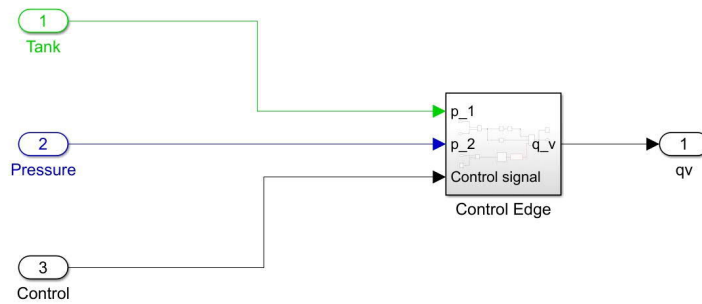 1
Tank
2
Pressure
3
Control
p_1
p_2
q_v
Control signal
Control Edge
1
qv